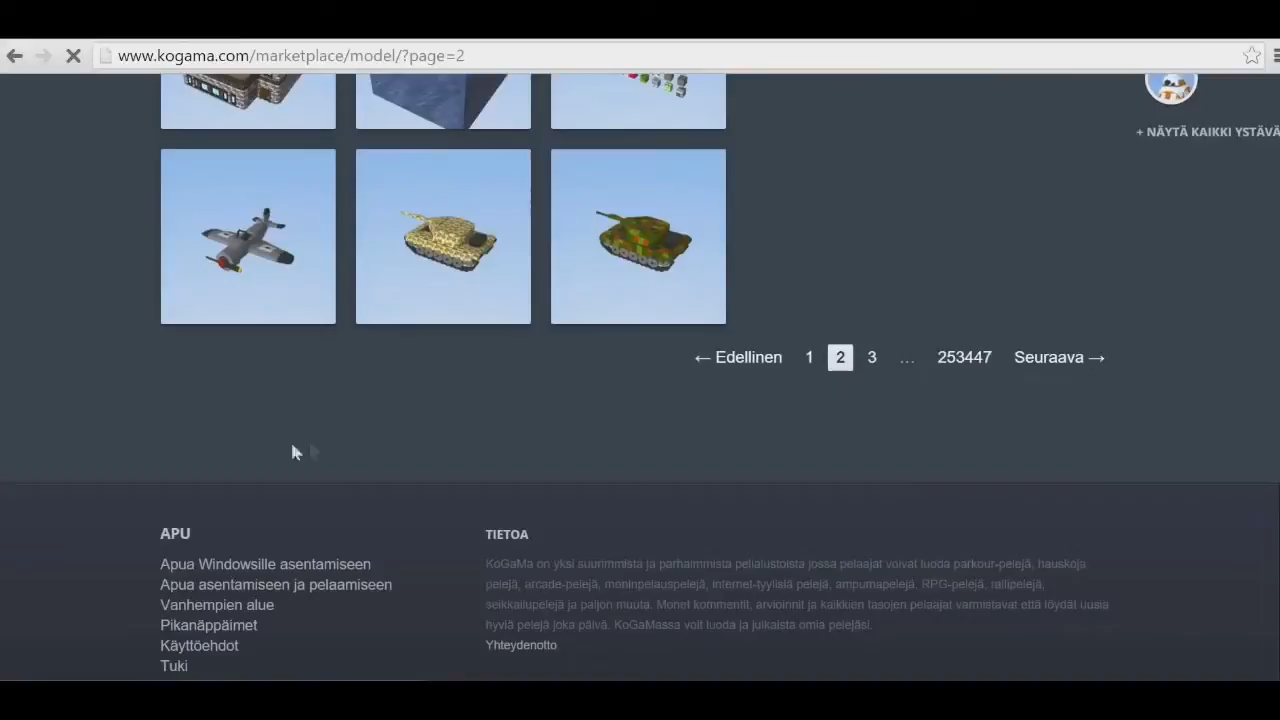 www.kogama.com/marketplace/model/?page=2
+ NÄYTÄ KAIKKI YSTÄVÄ
← Edellinen 1 2 3 … 253447 Seuraava →
APU
Apua Windowsille asentamiseen
Apua asentamiseen ja pelaamiseen
Vanhempien alue
Pikanäppäimet
Käyttöehdot
Tuki
TIETOA
KoGaMa on yksi suurimmista ja parhaimmista pelialustoista jossa pelaajat voivat luoda parkour-pelejä, hauskoja
pelejä, arcade-pelejä, moninpelauspelejä, internet-tyylisiä pelejä, ampumapelejä, RPG-pelejä, rallipelejä,
seikkailupelejä ja paljon muuta. Monet kommentit, arvioinnit ja kaikkien tasojen pelaajat varmistavat että löydät uusia
hyviä pelejä joka päivä. KoGaMassa voit luoda ja julkaista omia pelejäsi.
Yhteydenotto